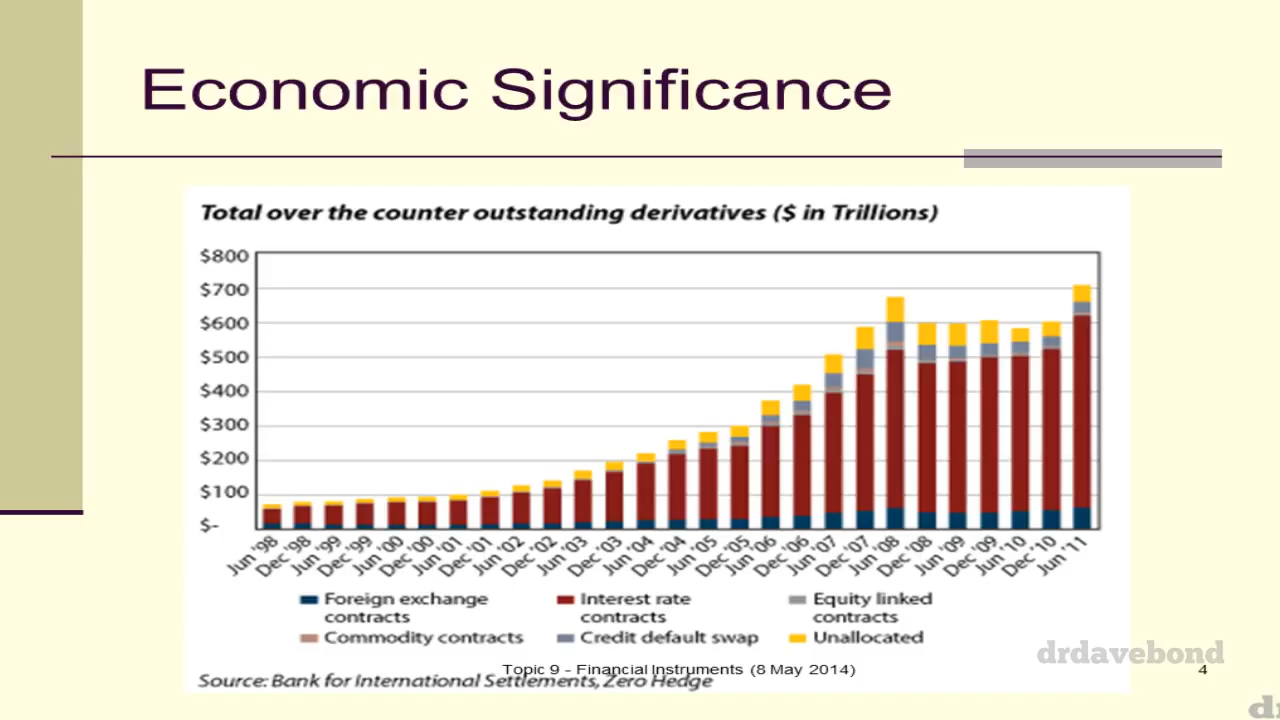 Economic Significance
Total over the counter outstanding derivatives ($ in Trillions)
$800
$700
$600
$500
$400
$300
$200
$100
$-
Jun '98 Dec '98 Jun '99 Dec '99 Jun '00 Dec '00 Jun '01 Dec '01 Jun '02 Dec '02 Jun '03 Dec '03 Jun '04 Dec '04 Jun '05 Dec '05 Jun '06 Dec '06 Jun '07 Dec '07 Jun '08 Dec '08 Jun '09 Dec '09 Jun '10 Dec '10 Jun '11
Foreign exchange contracts
Interest rate contracts
Equity linked contracts
Commodity contracts
Credit default swap
Unallocated
drdavebond
Topic 9 - Financial Instruments (8 May 2014)
4
Source: Bank for International Settlements, Zero Hedge